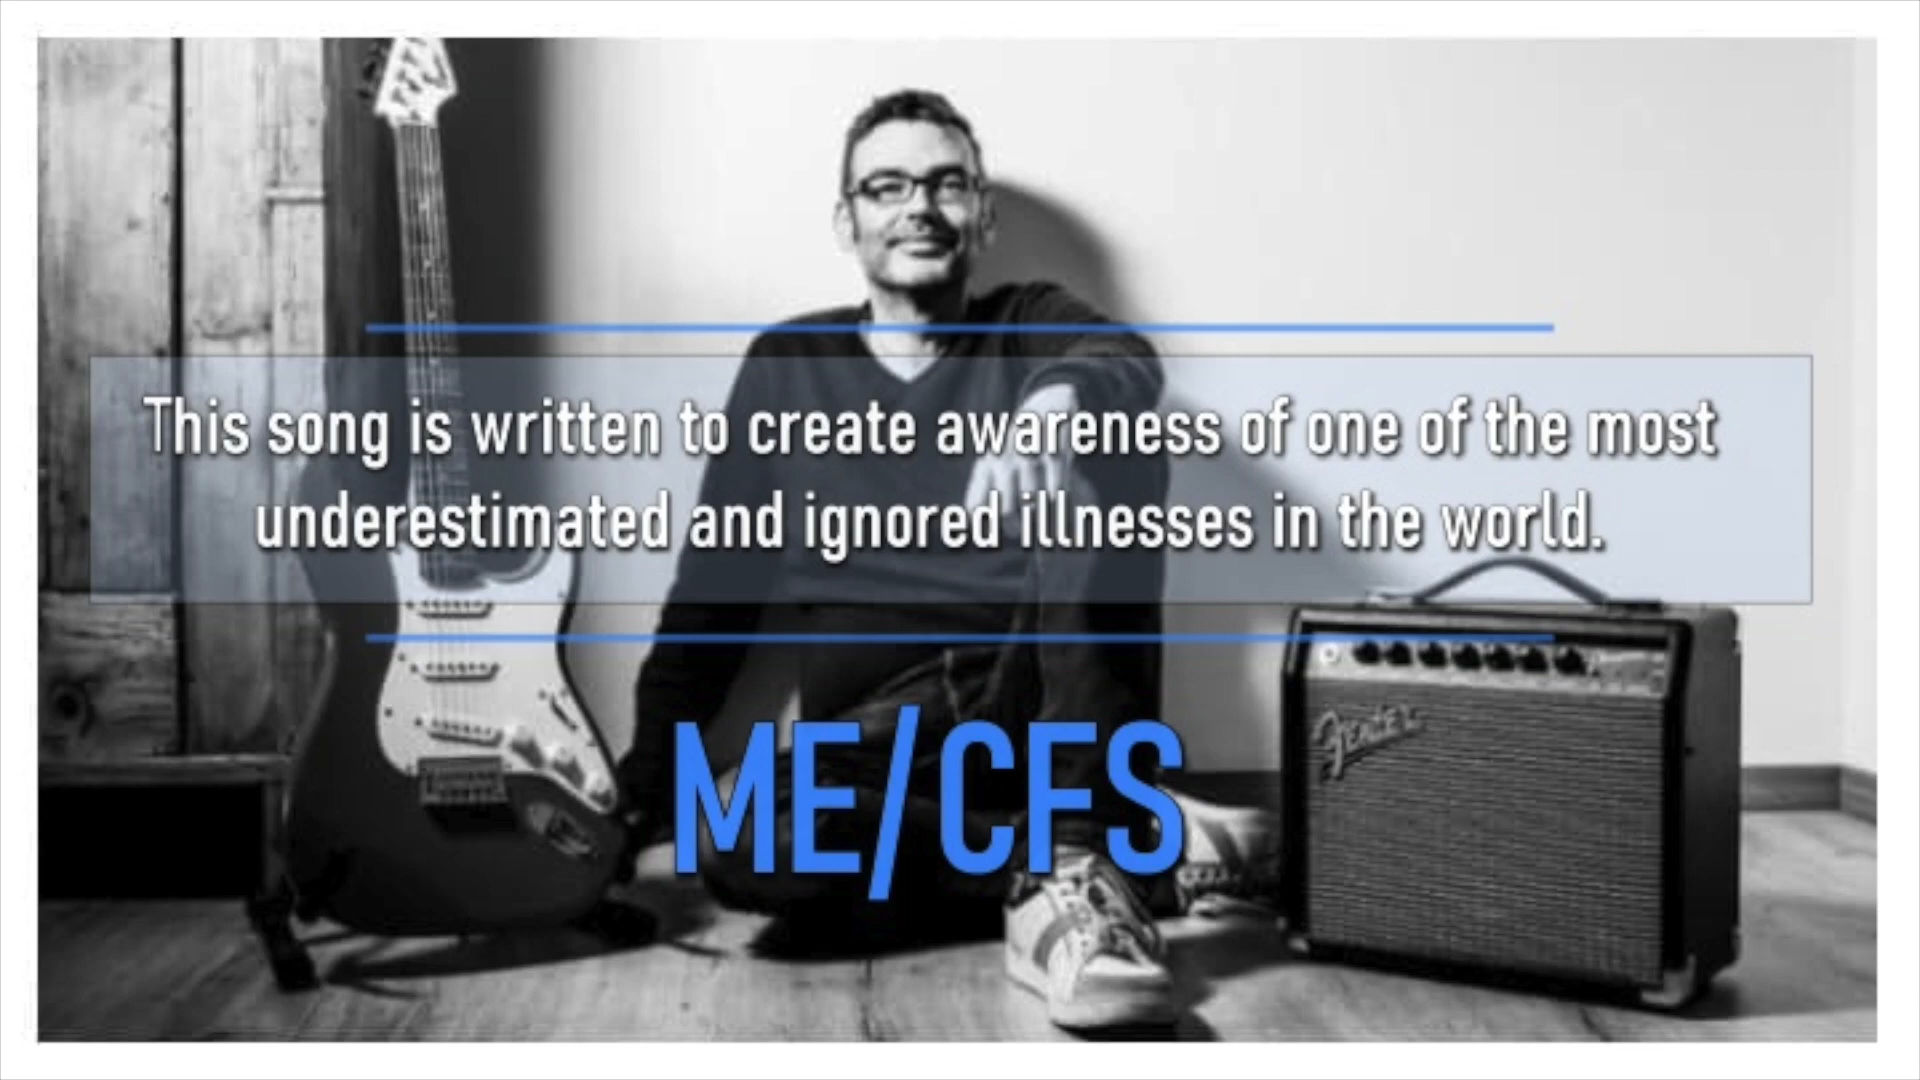 This song is written to create awareness of one of the most
underestimated and ignored illnesses in the world.
ME/CFS
Fender